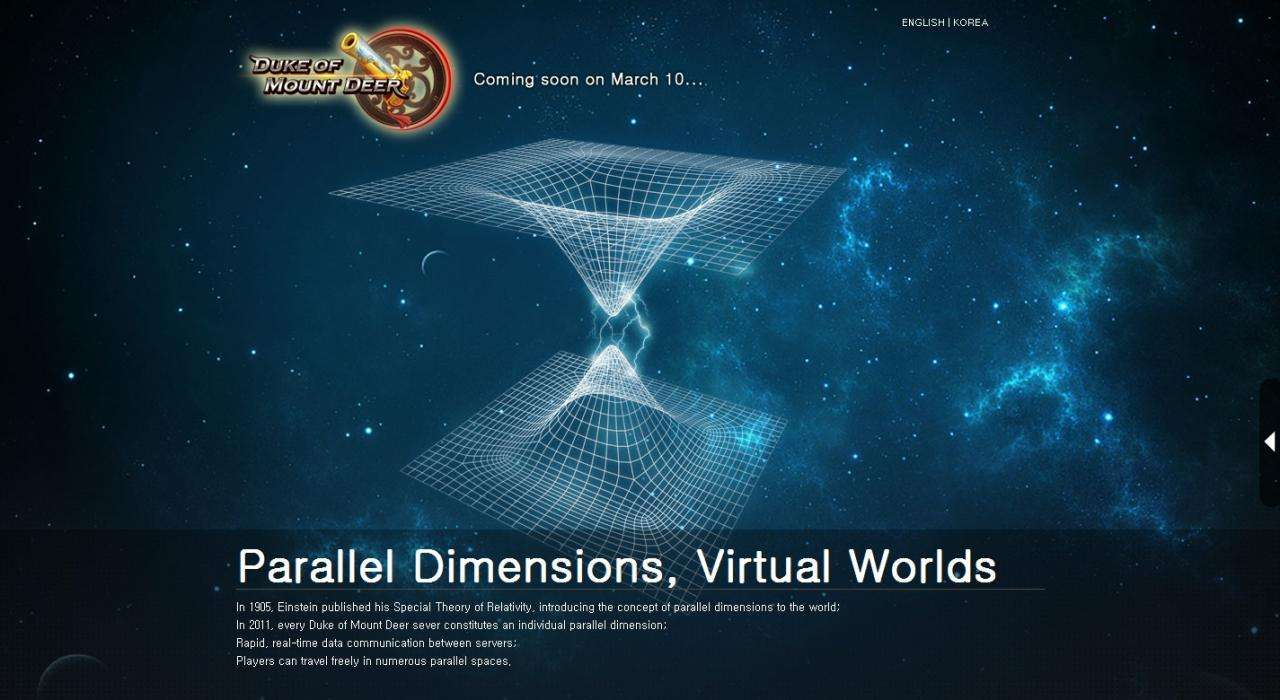 ENGLISH | KOREA
DUKE OF
MOUNT DEER
Coming soon on March 10...
Parallel Dimensions, Virtual Worlds
In 1905, Einstein published his Special Theory of Relativity, introducing the concept of parallel dimensions to the world;
In 2011, every Duke of Mount Deer sever constitutes an individual parallel dimension;
Rapid, real-time data communication between servers;
Players can travel freely in numerous parallel spaces.